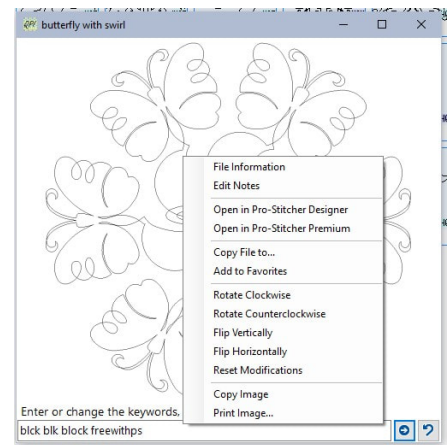 butterfly with swirl
File Information
Edit Notes
Open in Pro-Stitcher Designer
Open in Pro-Stitcher Premium
Copy File to...
Add to Favorites
Rotate Clockwise
Rotate Counterclockwise
Flip Vertically
Flip Horizontally
Reset Modifications
Copy Image
Print Image...
Enter or change the keywords,
blck blk block freewithps